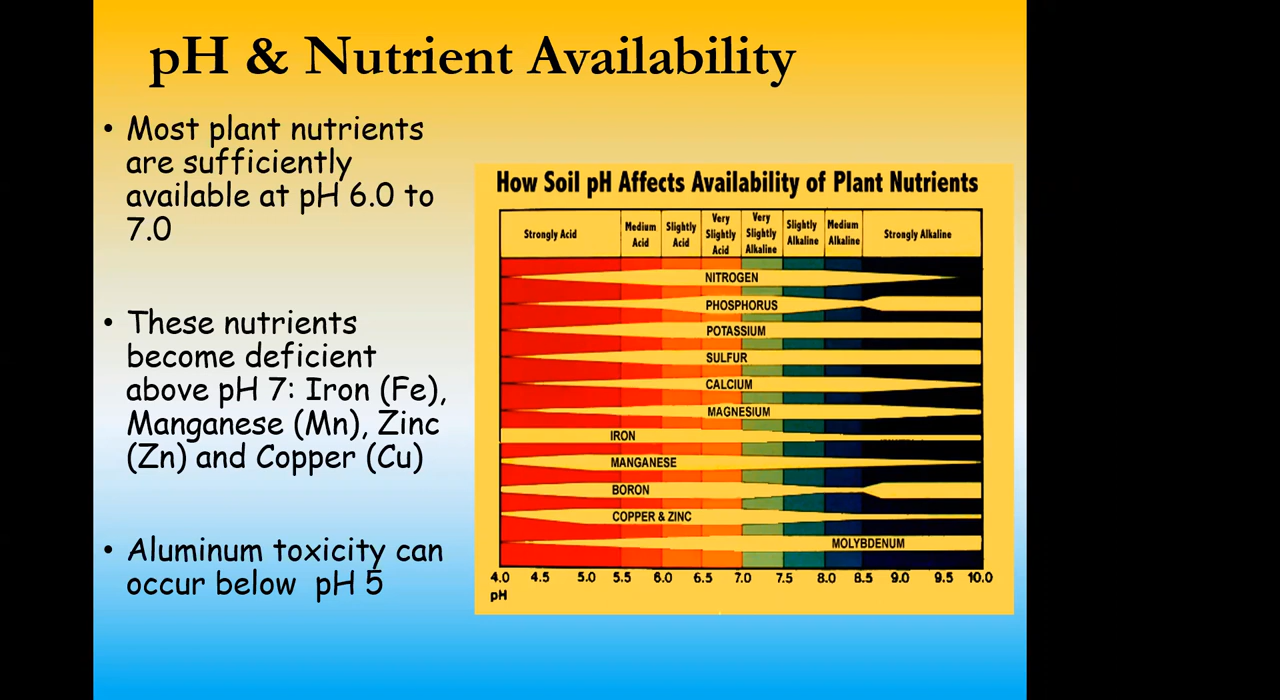 pH & Nutrient Availability
• Most plant nutrients
are sufficiently
available at pH 6.0 to
7.0
• These nutrients
become deficient
above pH 7: Iron (Fe),
Manganese (Mn), Zinc
(Zn) and Copper (Cu)
• Aluminum toxicity can
occur below pH 5
How Soil pH Affects Availability of Plant Nutrients
Strongly Acid
Medium
Acid
Slightly
Acid
Very
Slightly
Acid
Very
Slightly
Alkaline
Slightly
Alkaline
Medium
Alkaline
Strongly Alkaline
NITROGEN
PHOSPHORUS
POTASSIUM
SULFUR
CALCIUM
MAGNESIUM
IRON
MANGANESE
BORON
COPPER & ZINC
MOLYBDENUM
4.0 4.5 5.0 5.5 6.0 6.5 7.0 7.5 8.0 8.5 9.0 9.5 10.0
pH